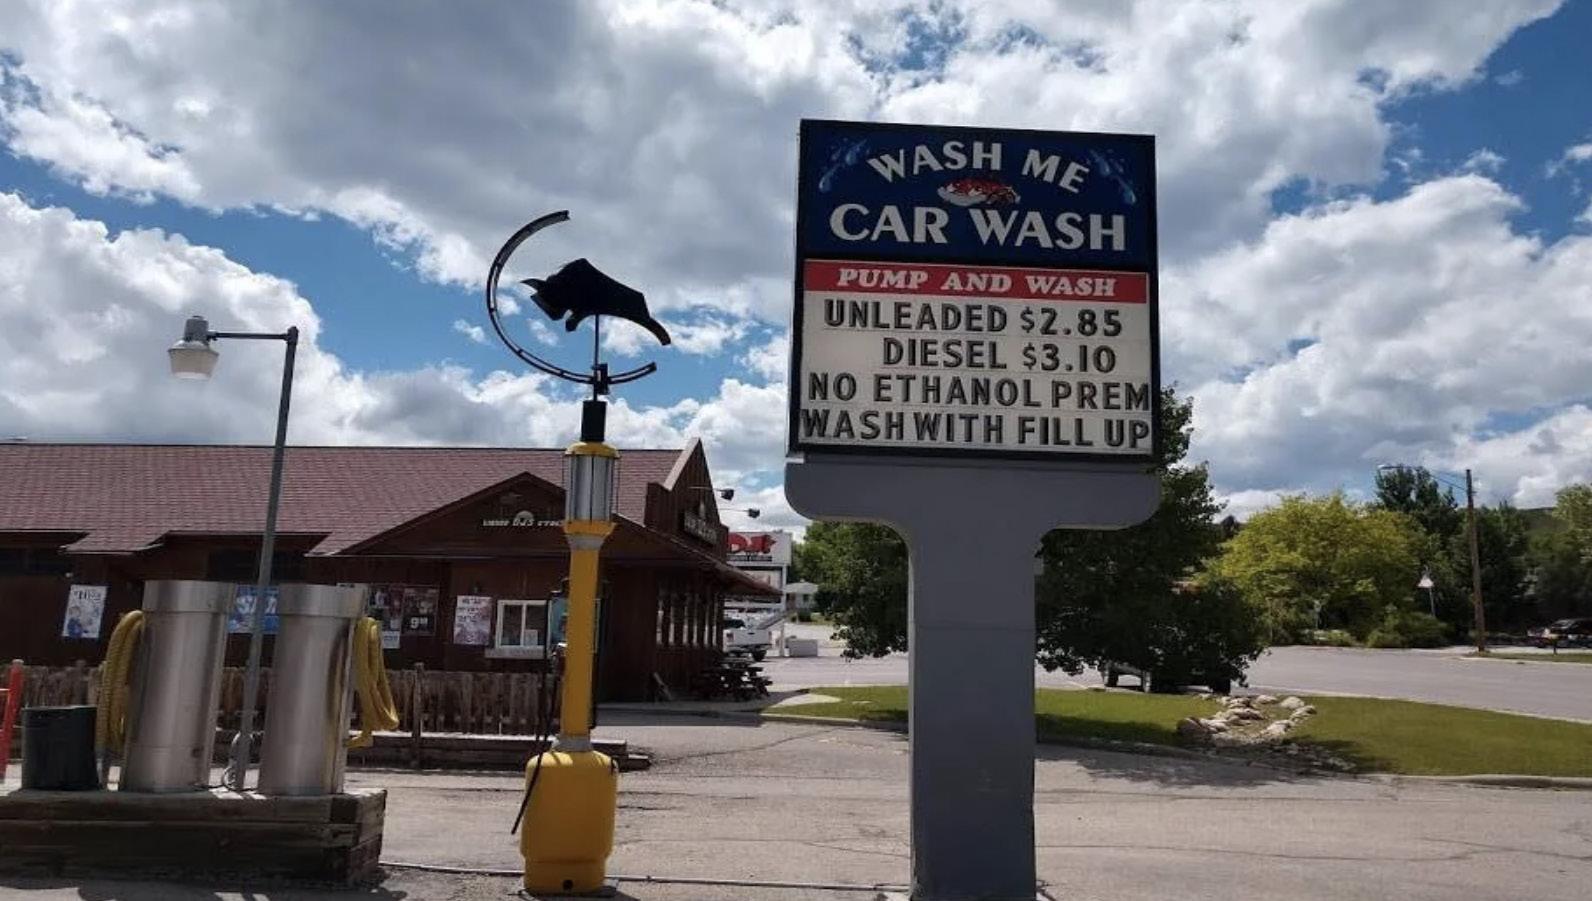 WASH ME
CAR WASH
PUMP AND WASH
UNLEADED $2.85
DIESEL $3.10
NO ETHANOL PREM
WASH WITH FILL UP